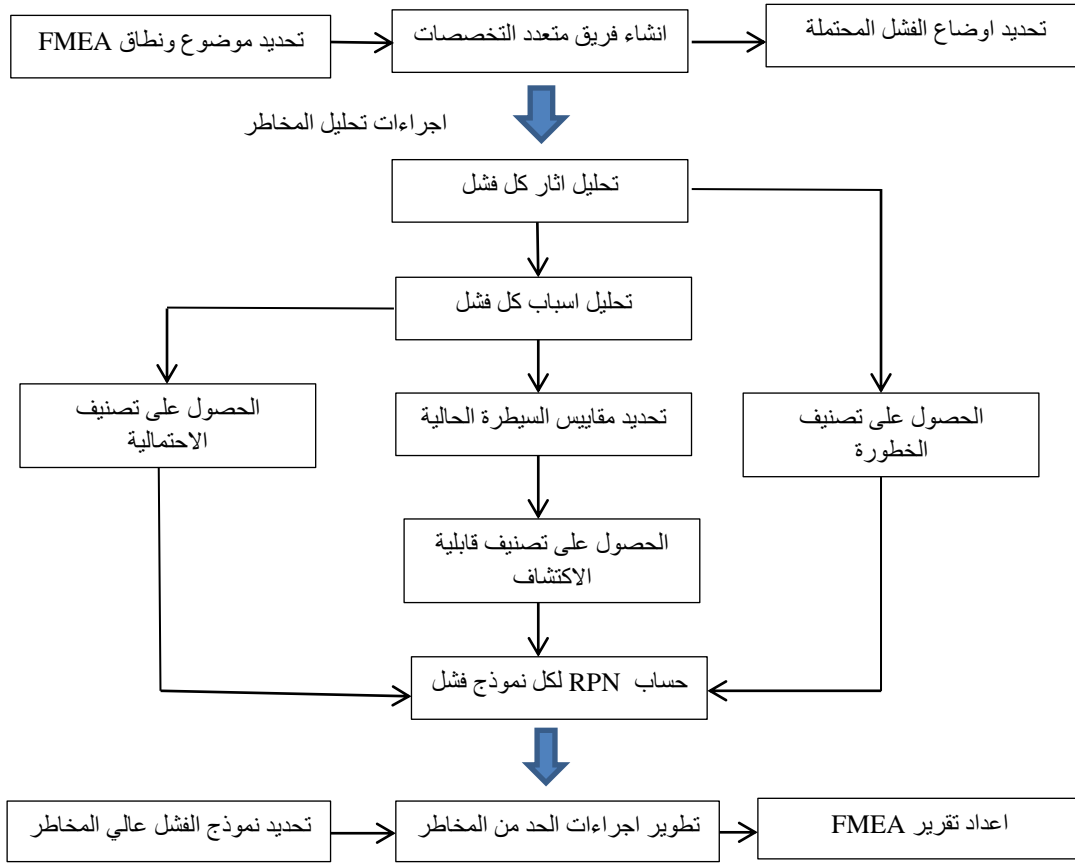 تحديد موضوع ونطاق FMEA
انشاء فريق متعدد التخصصات
تحديد اوضاع الفشل المحتملة
اجراءات تحليل المخاطر
تحليل اثار كل فشل
تحليل اسباب كل فشل
الحصول على تصنيف
الاحتمالية
تحديد مقاييس السيطرة الحالية
الحصول على تصنيف
الخطورة
الحصول على تصنيف قابلية
الاكتشاف
حساب RPN لكل نموذج فشل
تحديد نموذج الفشل عالي المخاطر
تطوير اجراءات الحد من المخاطر
اعداد تقرير FMEA